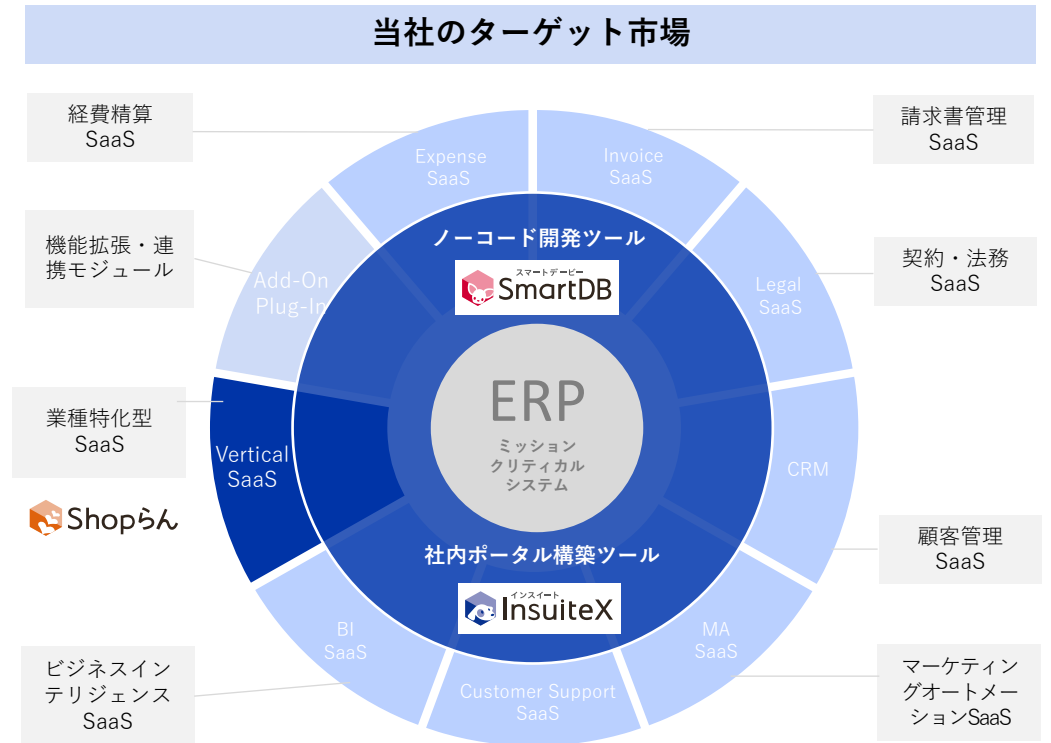 当社のターゲット市場
経費精算
SaaS
請求書管理
SaaS
Expense
SaaS
Invoice
SaaS
機能拡張・連
携モジュール
Add-On
Plug-In
ノーコード開発ツール
スマートデービー
SmartDB
契約・法務
SaaS
Legal
SaaS
業種特化型
SaaS
Vertical
SaaS
Shopらん
ERP
ミッション
クリティカル
システム
CRM
顧客管理
SaaS
社内ポータル構築ツール
インスイート
InsuiteX
BI
SaaS
MA
SaaS
Customer Support
SaaS
ビジネスイン
テリジェンス
SaaS
マーケティン
グオートメー
ションSaaS